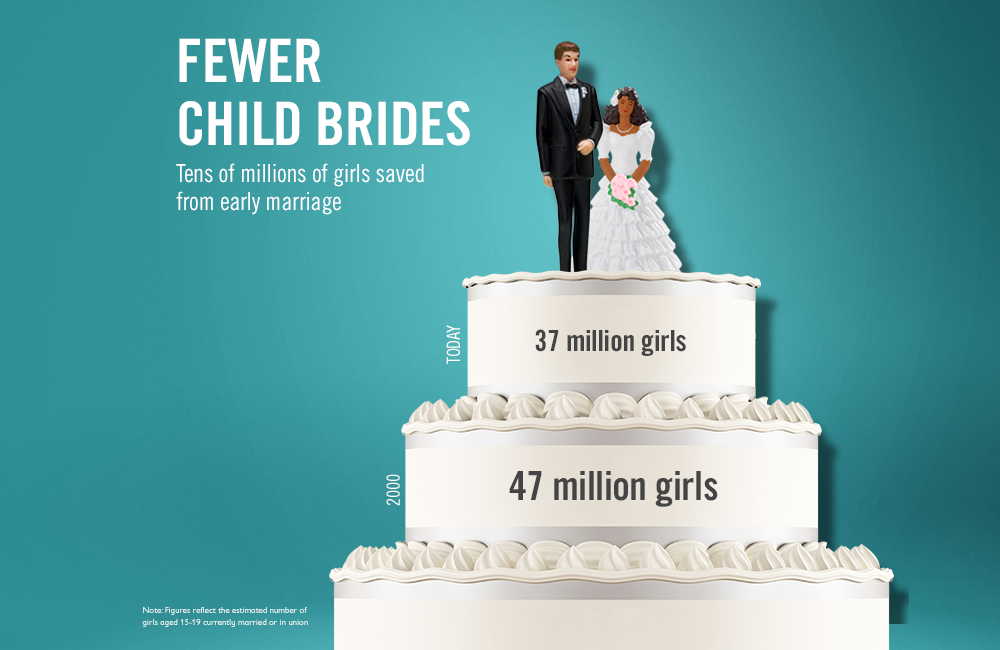 FEWER
CHILD BRIDES
Tens of millions of girls saved
from early marriage
TODAY
37 million girls
2000
47 million girls
Note: Figures reflect the estimated number of
girls aged 15-19 currently married or in union